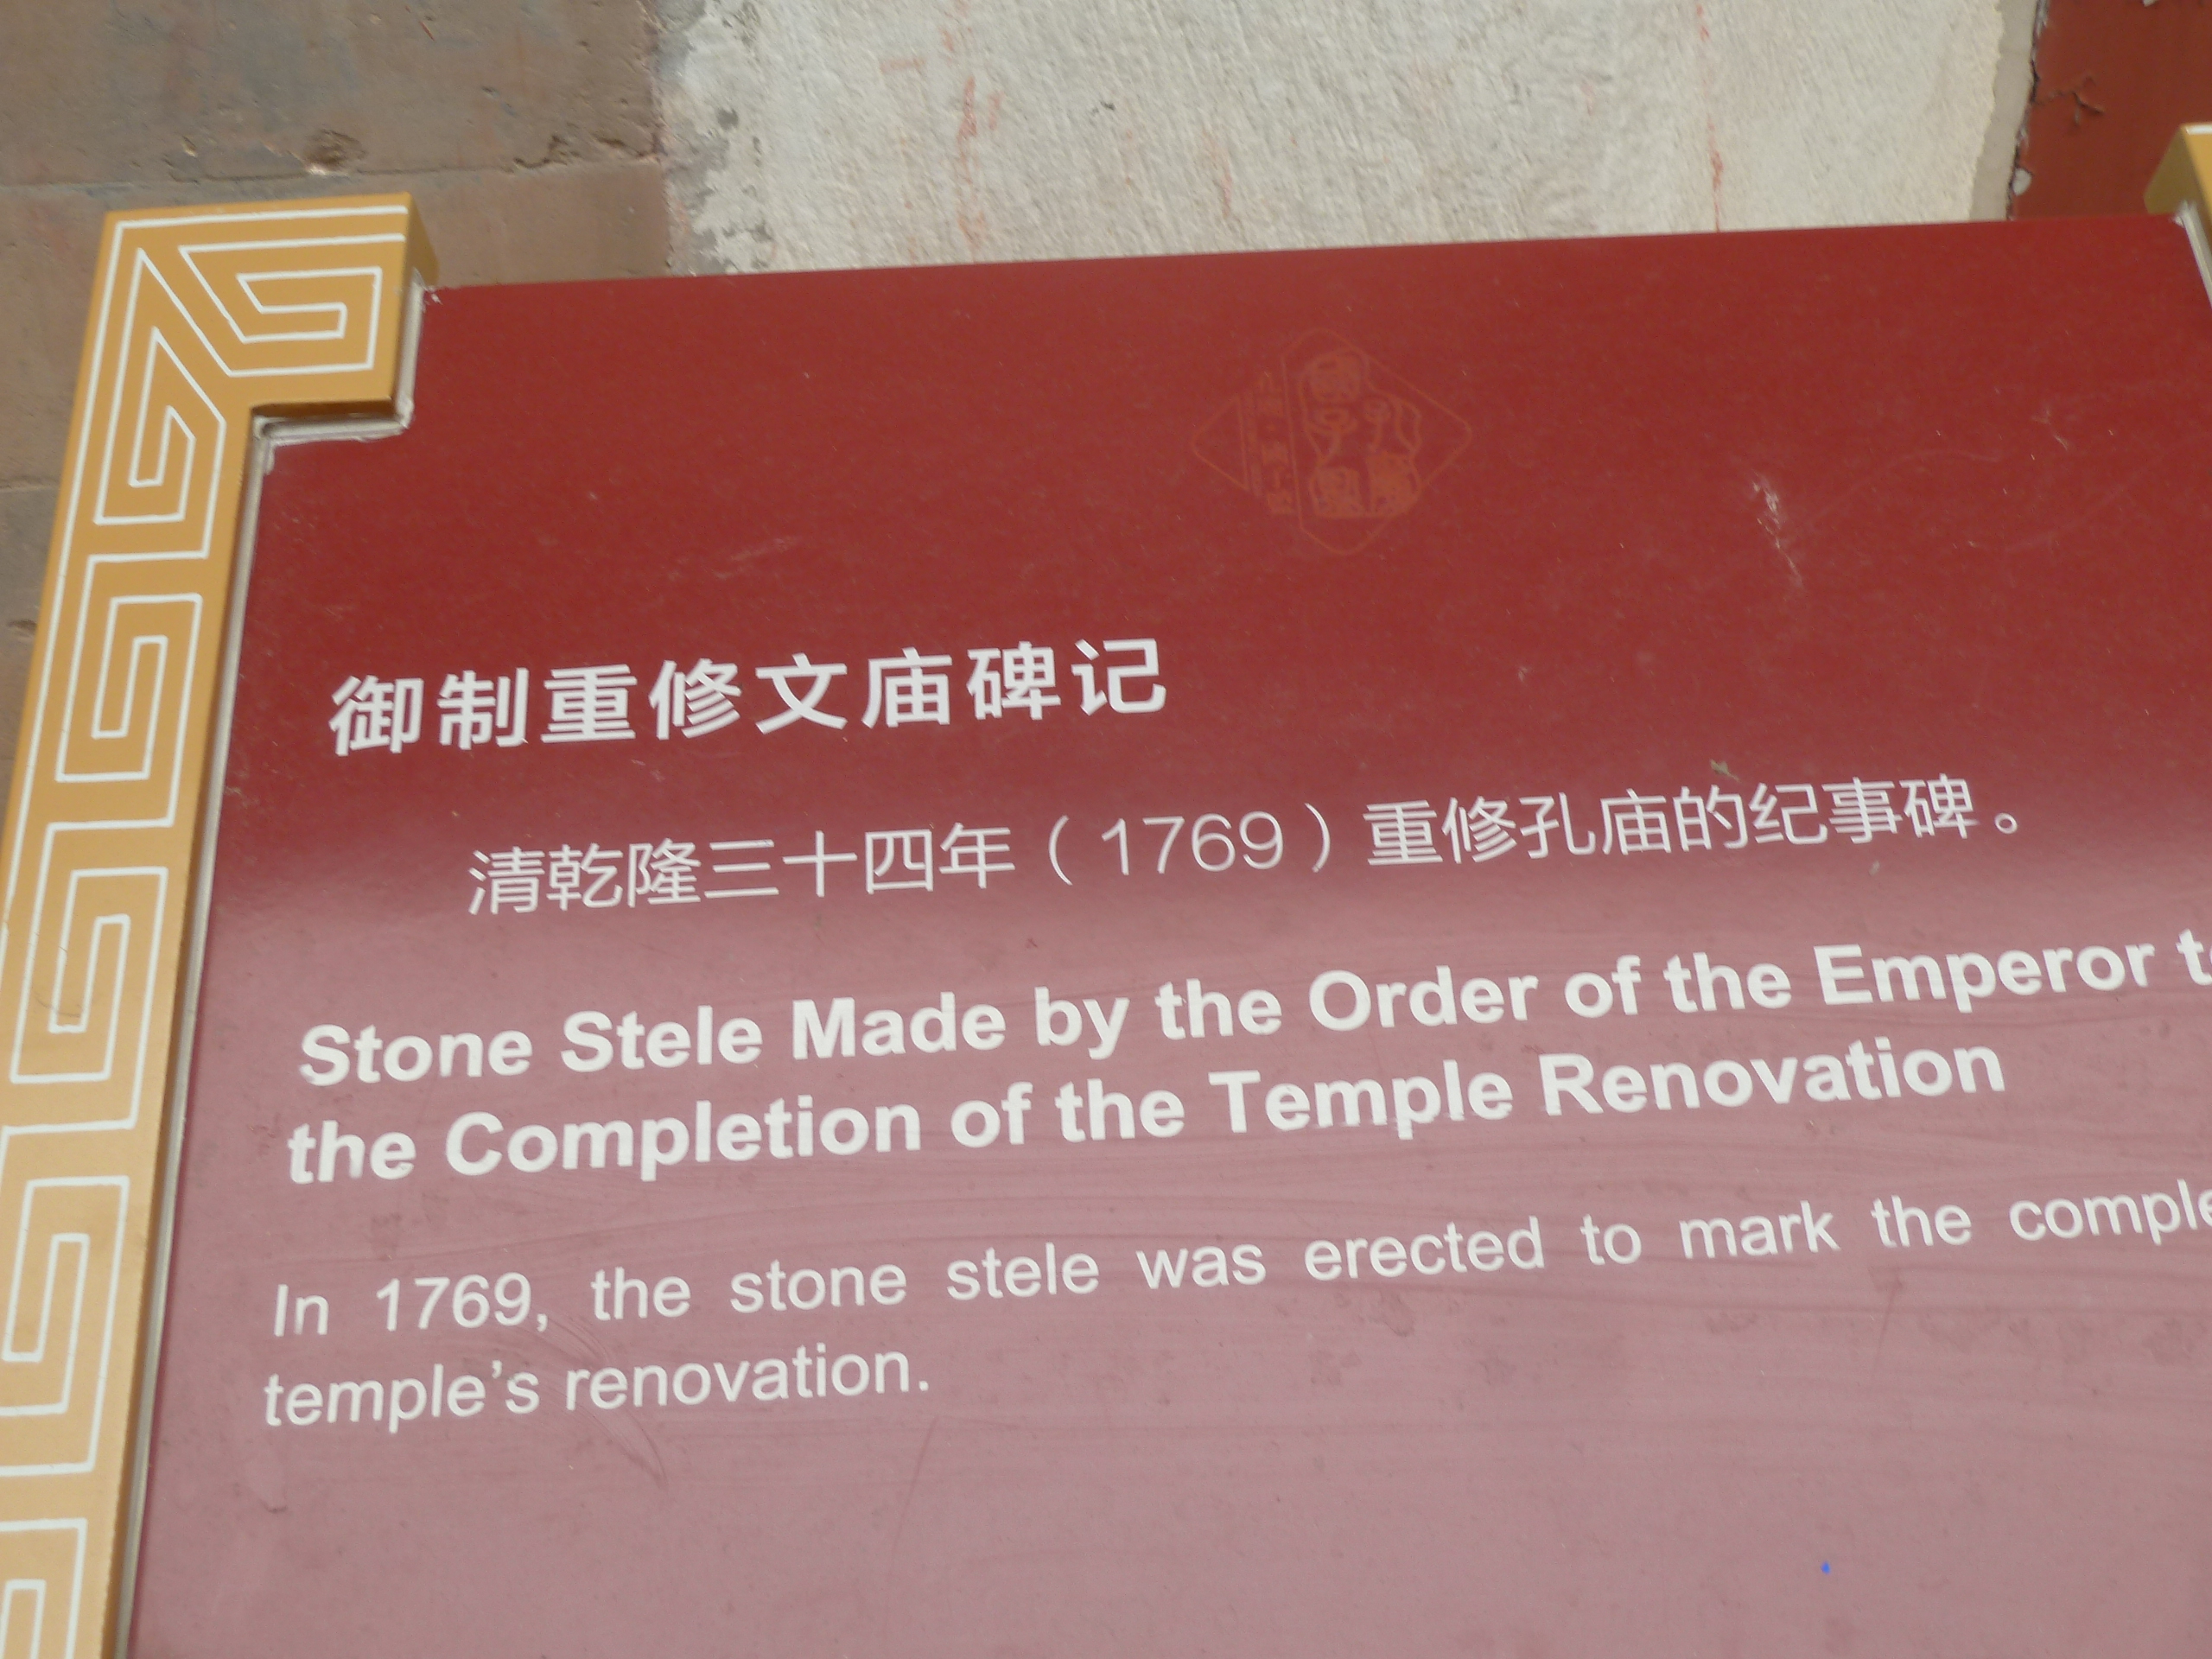 御制重修文庙碑记
清乾隆三十四年（1769）重修孔庙的纪事碑。
Stone Stele Made by the Order of the Emperor
the Completion of the Temple Renovation
In 1769, the stone stele was erected to mark the
temple’s renovation.